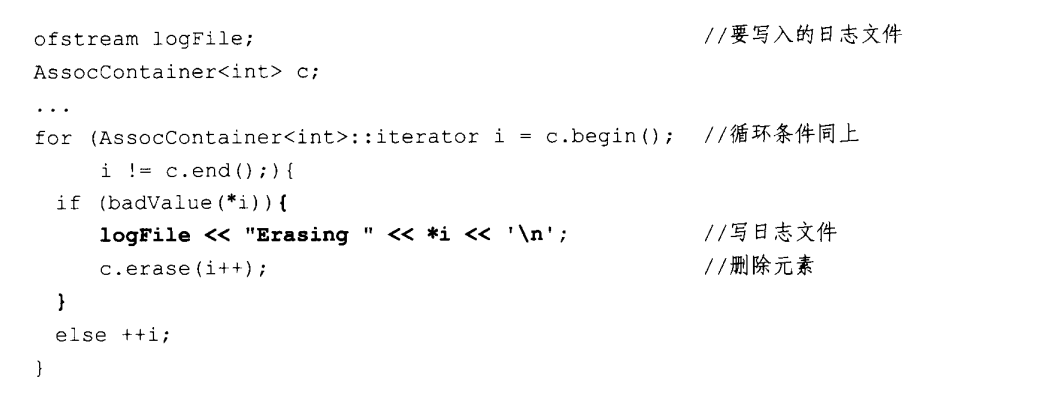 ofstream logFile; //要写入的日志文件
AssocContainer<int> c;
...
for (AssocContainer<int>::iterator i = c.begin(); //循环条件同上
i != c.end();){
if (badValue(*i)){
logFile << "Erasing " << *i << '\n'; //写日志文件
c.erase(i++); //删除元素
}
else ++i;
}